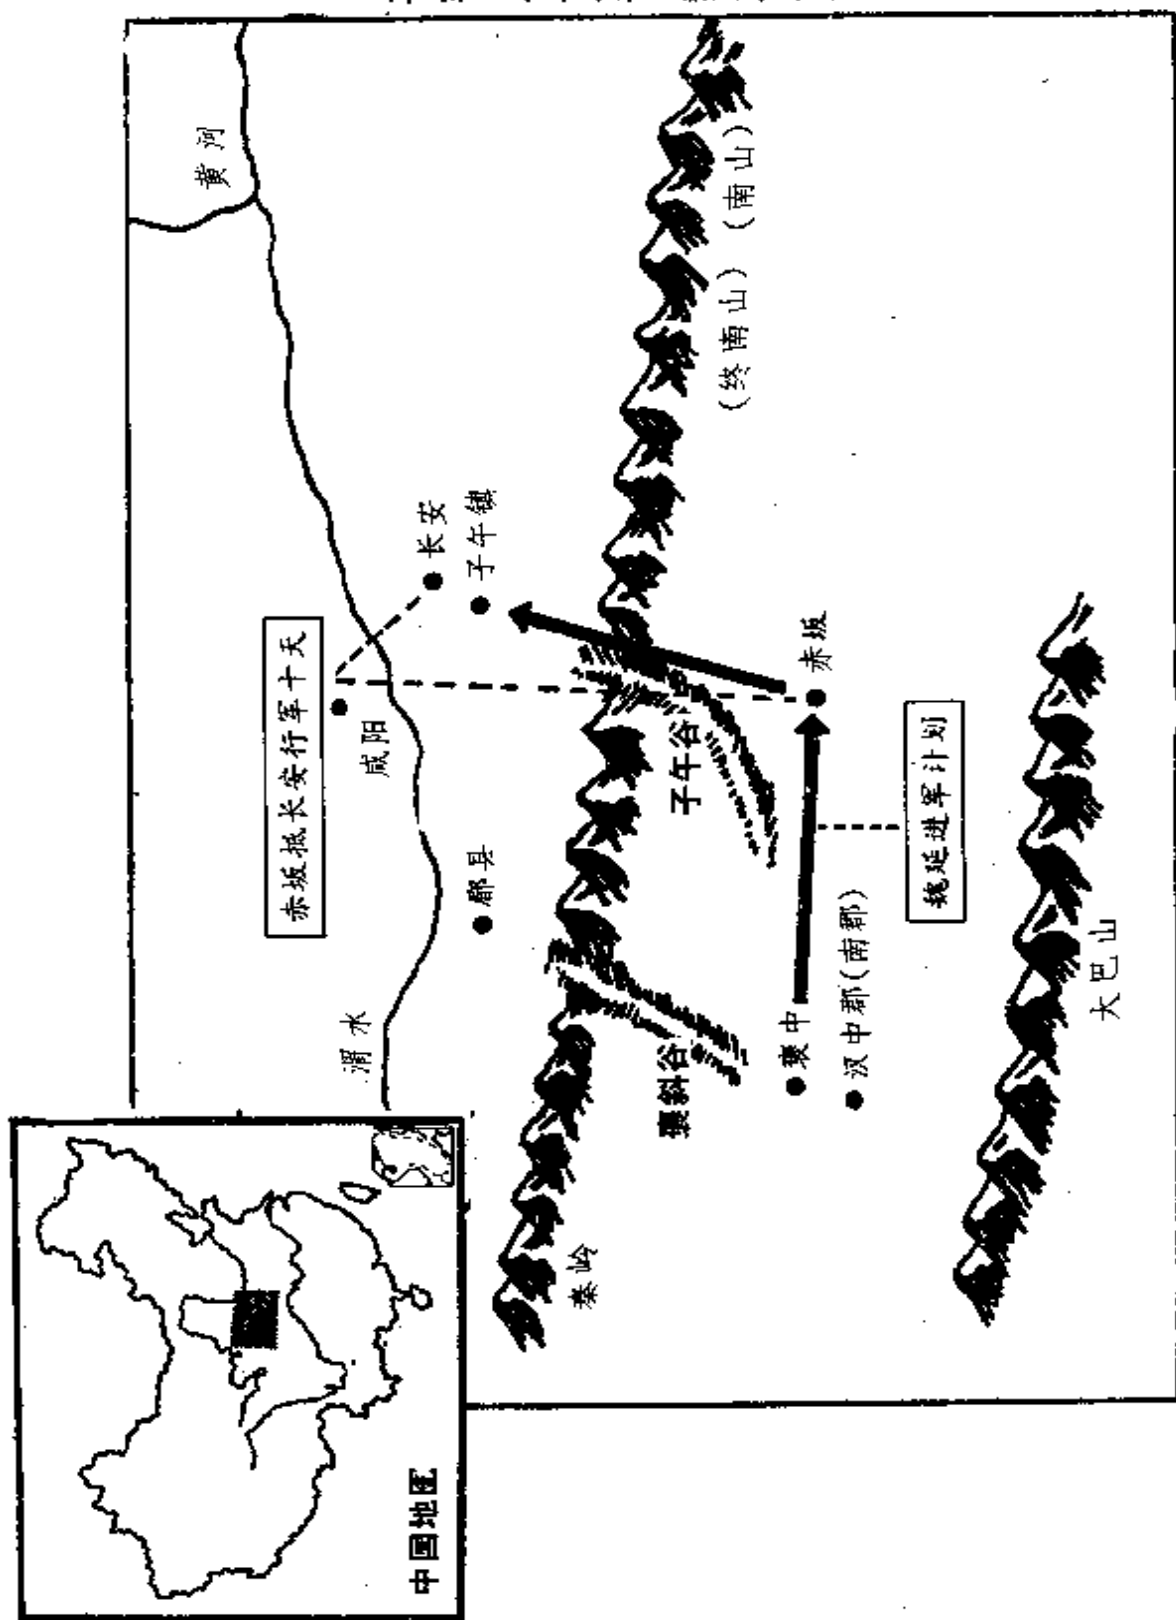 黄河
(南山)
(终南山)
长安
子午镇
赤坂抵长安行军十天
咸阳
赤坂
子午谷
魏延进军计划
郿县
渭水
褒中
汉中郡(南郡)
褒斜谷
大巴山
秦岭
中国地图